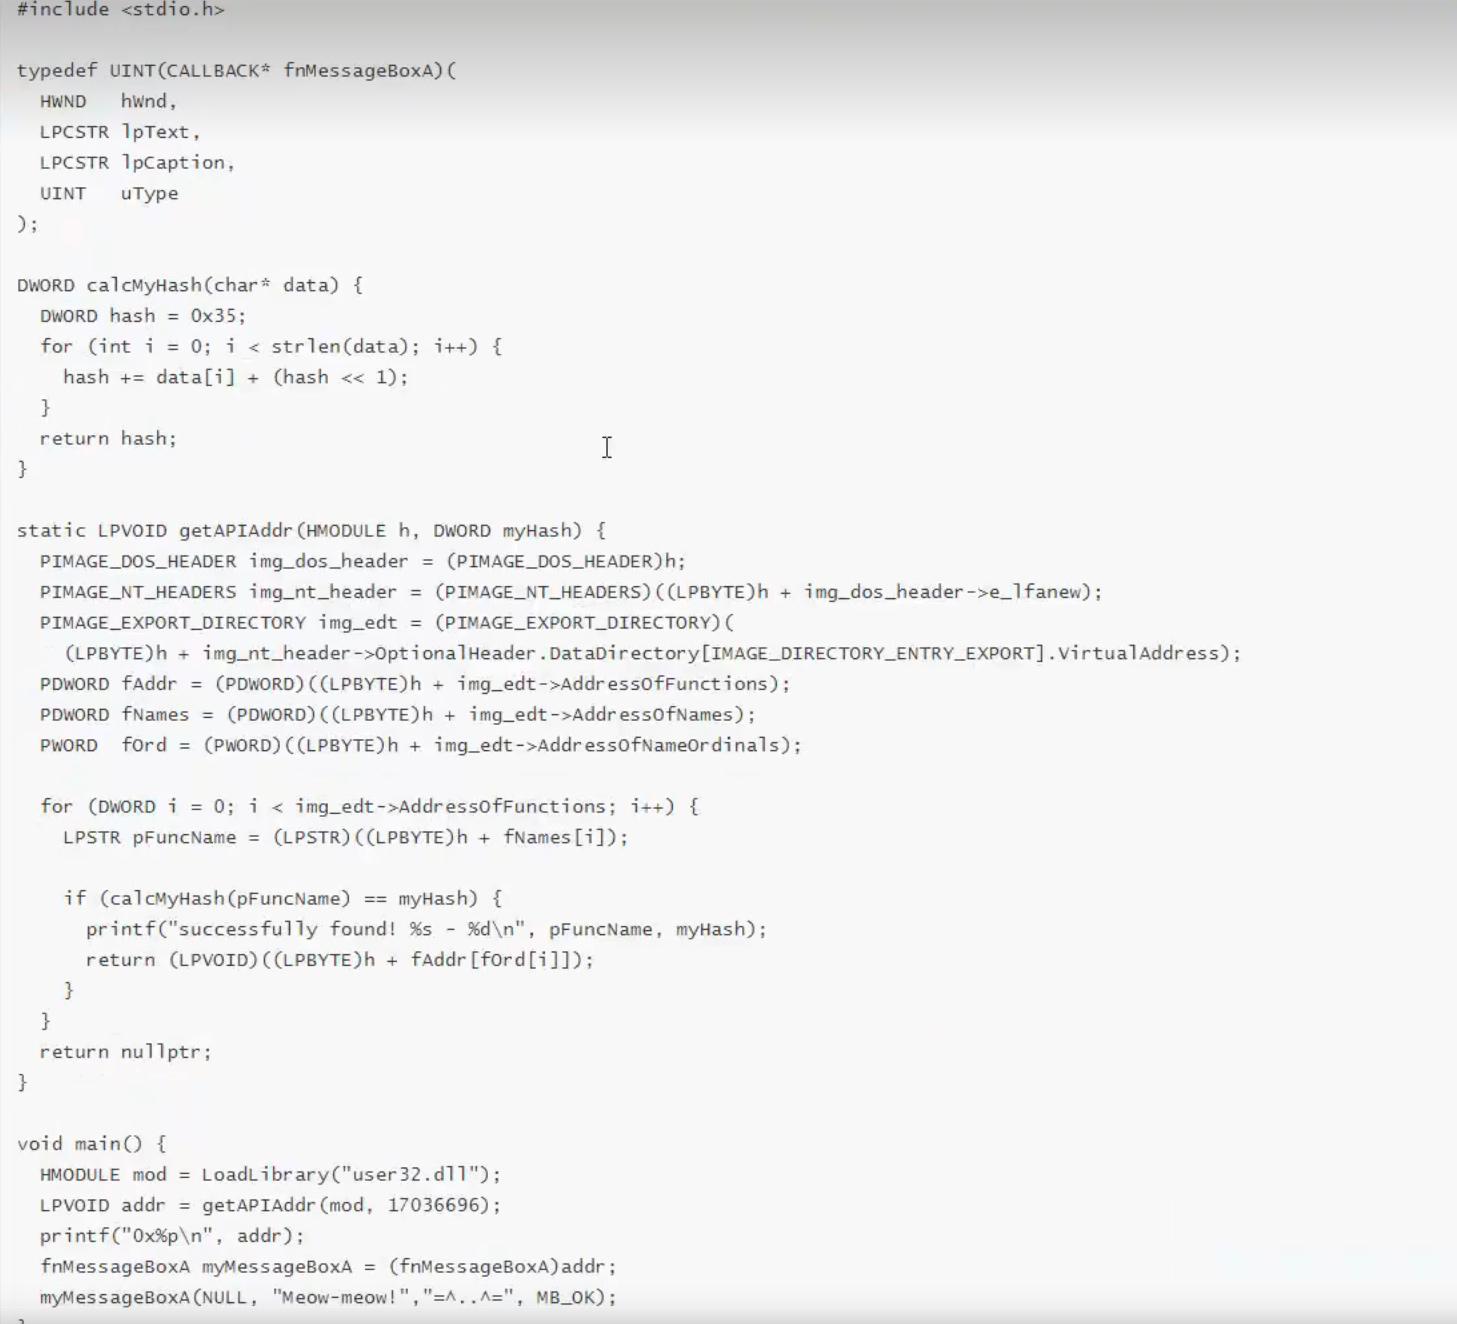 #include <stdio.h>
typedef UINT(CALLBACK* fnMessageBoxA)(
  HWND   hWnd,
  LPCSTR lpText,
  LPCSTR lpCaption,
  UINT   uType
);
DWORD calcMyHash(char* data) {
  DWORD hash = 0x35;
  for (int i = 0; i < strlen(data); i++) {
    hash += data[i] + (hash << 1);
  }
  return hash;
}
static LPVOID getAPIAddr(HMODULE h, DWORD myHash) {
  PIMAGE_DOS_HEADER img_dos_header = (PIMAGE_DOS_HEADER)h;
  PIMAGE_NT_HEADERS img_nt_header = (PIMAGE_NT_HEADERS)((LPBYTE)h + img_dos_header->e_lfanew);
  PIMAGE_EXPORT_DIRECTORY img_edt = (PIMAGE_EXPORT_DIRECTORY)(
    (LPBYTE)h + img_nt_header->OptionalHeader.DataDirectory[IMAGE_DIRECTORY_ENTRY_EXPORT].VirtualAddress);
  PDWORD fAddr = (PDWORD)((LPBYTE)h + img_edt->AddressOfFunctions);
  PDWORD fNames = (PDWORD)((LPBYTE)h + img_edt->AddressOfNames);
  PWORD  fOrd = (PWORD)((LPBYTE)h + img_edt->AddressOfNameOrdinals);
  for (DWORD i = 0; i < img_edt->AddressOfFunctions; i++) {
    LPSTR pFuncName = (LPSTR)((LPBYTE)h + fNames[i]);
    if (calcMyHash(pFuncName) == myHash) {
      printf("successfully found! %s - %d\n", pFuncName, myHash);
      return (LPVOID)((LPBYTE)h + fAddr[fOrd[i]]);
    }
  }
  return nullptr;
}
void main() {
  HMODULE mod = LoadLibrary("user32.dll");
  LPVOID addr = getAPIAddr(mod, 17036696);
  printf("0x%p\n", addr);
  fnMessageBoxA myMessageBoxA = (fnMessageBoxA)addr;
  myMessageBoxA(NULL, "Meow-meow!","=^..^=", MB_OK);